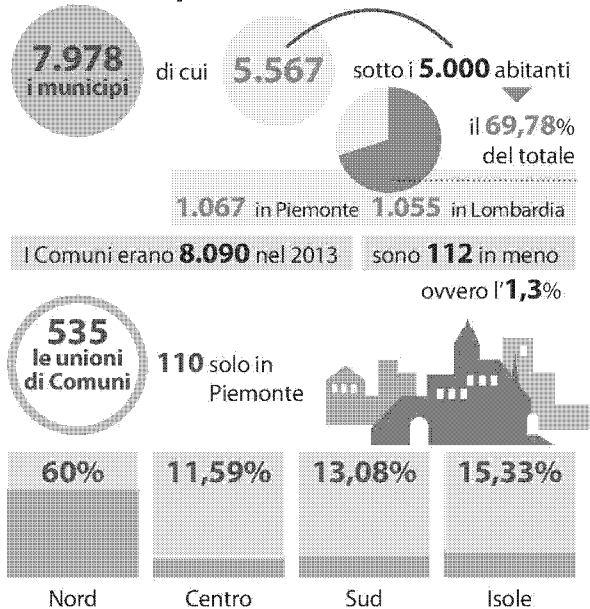 7.978
i municipi
di cui 5.567 sotto i 5.000 abitanti
il 69,78%
del totale
1.067 in Piemonte 1.055 in Lombardia
I Comuni erano 8.090 nel 2013 sono 112 in meno
ovvero l'1,3%
535
le unioni
di Comuni
110 solo in
Piemonte
60% 11,59% 13,08% 15,33%
Nord Centro Sud Isole